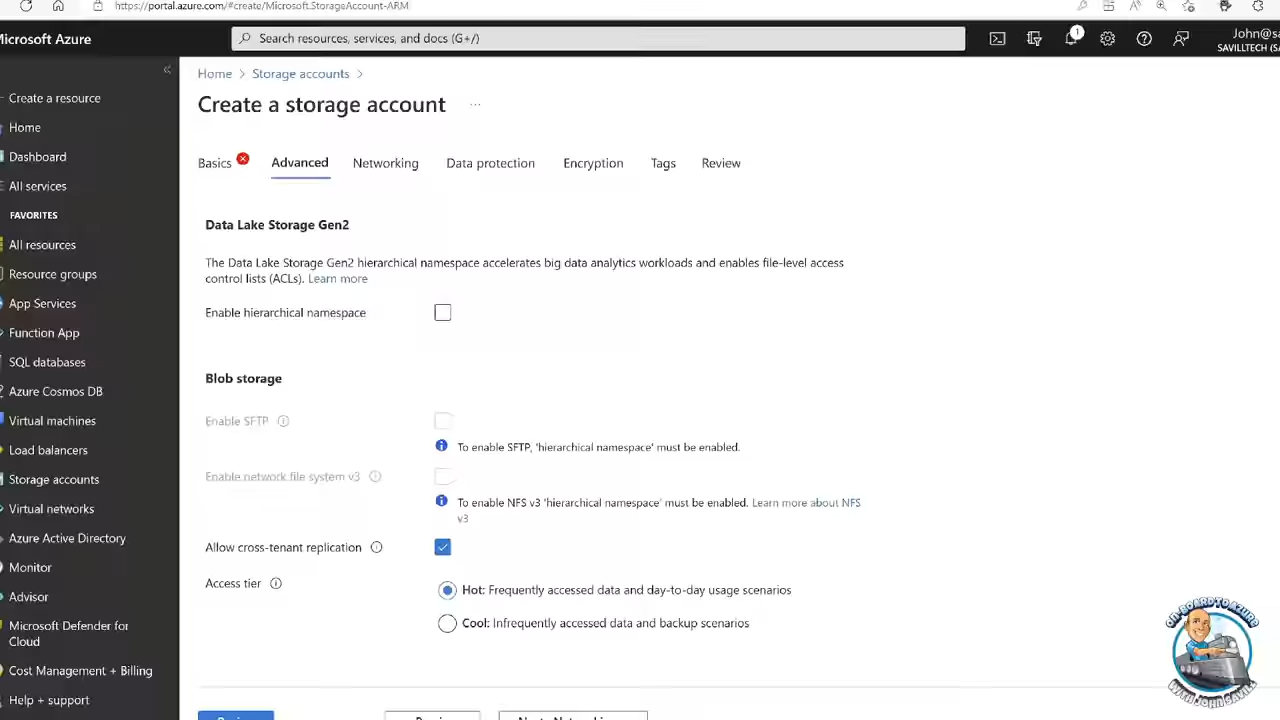 https://portal.azure.com/#create/Microsoft.StorageAccount-ARM
Microsoft Azure
Search resources, services, and docs (G+/)
1
John@sa
SAVILLTECH (SA
Create a resource
Home
Dashboard
All services
FAVORITES
All resources
Resource groups
App Services
Function App
SQL databases
Azure Cosmos DB
Virtual machines
Load balancers
Storage accounts
Virtual networks
Azure Active Directory
Monitor
Advisor
Microsoft Defender for
Cloud
Cost Management + Billing
Help + support
Home > Storage accounts >
Create a storage account ...
Basics Advanced Networking Data protection Encryption Tags Review
Data Lake Storage Gen2
The Data Lake Storage Gen2 hierarchical namespace accelerates big data analytics workloads and enables file-level access
control lists (ACLs). Learn more
Enable hierarchical namespace
Blob storage
Enable SFTP
To enable SFTP, 'hierarchical namespace' must be enabled.
Enable network file system v3
To enable NFS v3 'hierarchical namespace' must be enabled. Learn more about NFS
v3
Allow cross-tenant replication
Access tier
Hot: Frequently accessed data and day-to-day usage scenarios
Cool: Infrequently accessed data and backup scenarios
ON-BOARD TO AZURE
WITH JOHN SAVILL